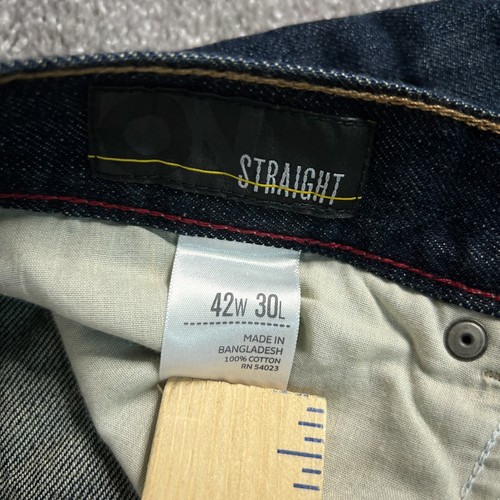 STRAIGHT
42W 30L
MADE IN
BANGLADESH
100% COTTON
RN 54023